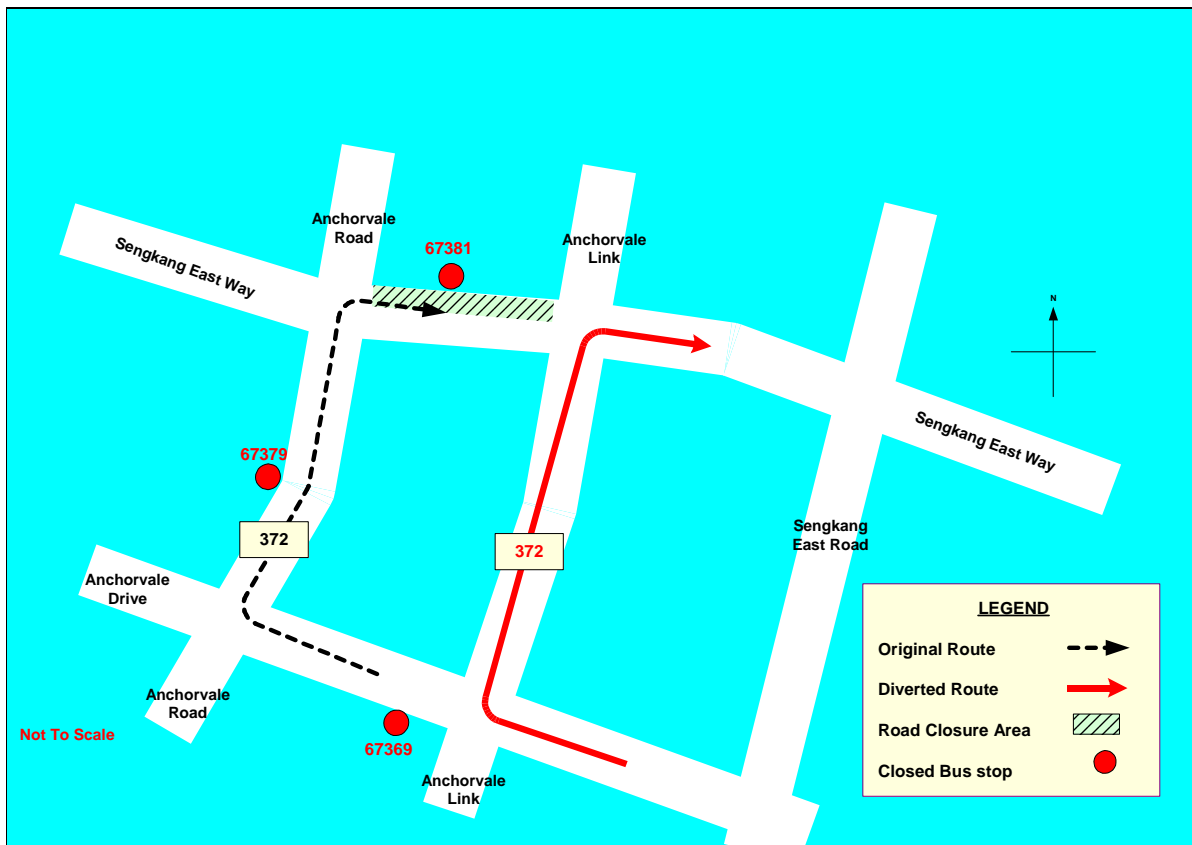 Anchorvale
Road
67381
Anchorvale
Link
Sengkang East Way
N
67379
372
372
Sengkang East Way
Sengkang
East Road
Anchorvale
Drive
Anchorvale
Road
Not To Scale
67369
Anchorvale
Link
LEGEND
Original Route
Diverted Route
Road Closure Area
Closed Bus stop